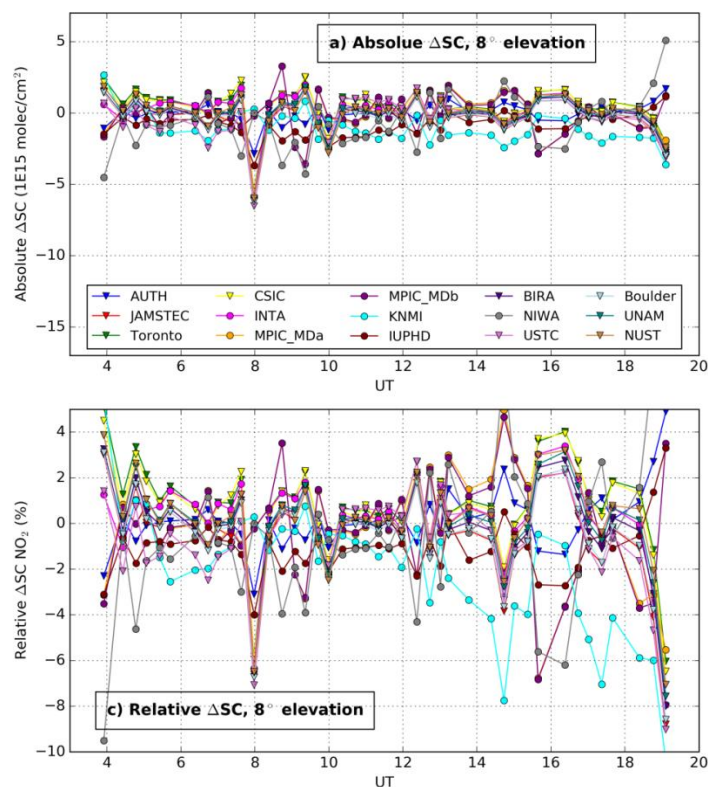 a) Absolue ΔSC, 8° elevation
Absolute ΔSC (1E15 molec/cm²)
5
0
−5
−10
−15
AUTH CSIC MPIC_MDb BIRA Boulder
JAMSTEC INTA KNMI NIWA UNAM
Toronto MPIC_MDa IUPHD USTC NUST
4 6 8 10 12 14 16 18 20
UT
Relative ΔSC NO₂ (%)
4
2
0
−2
−4
−6
−8
−10
c) Relative ΔSC, 8° elevation
4 6 8 10 12 14 16 18 20
UT